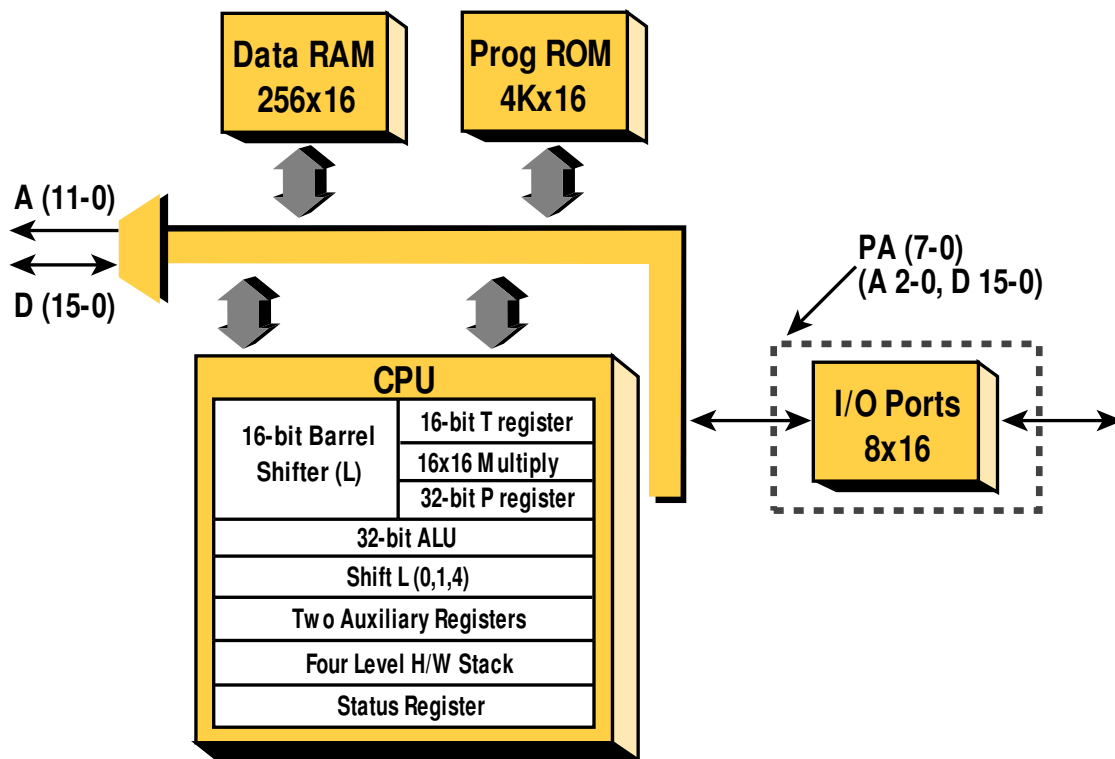 Data RAM
256x16
Prog ROM
4Kx16
A (11-0)
D (15-0)
PA (7-0)
(A 2-0, D 15-0)
CPU
16-bit Barrel
Shifter (L)
16-bit T register
16x16 Multiply
32-bit P register
32-bit ALU
Shift L (0,1,4)
Two Auxiliary Registers
Four Level H/W Stack
Status Register
I/O Ports
8x16